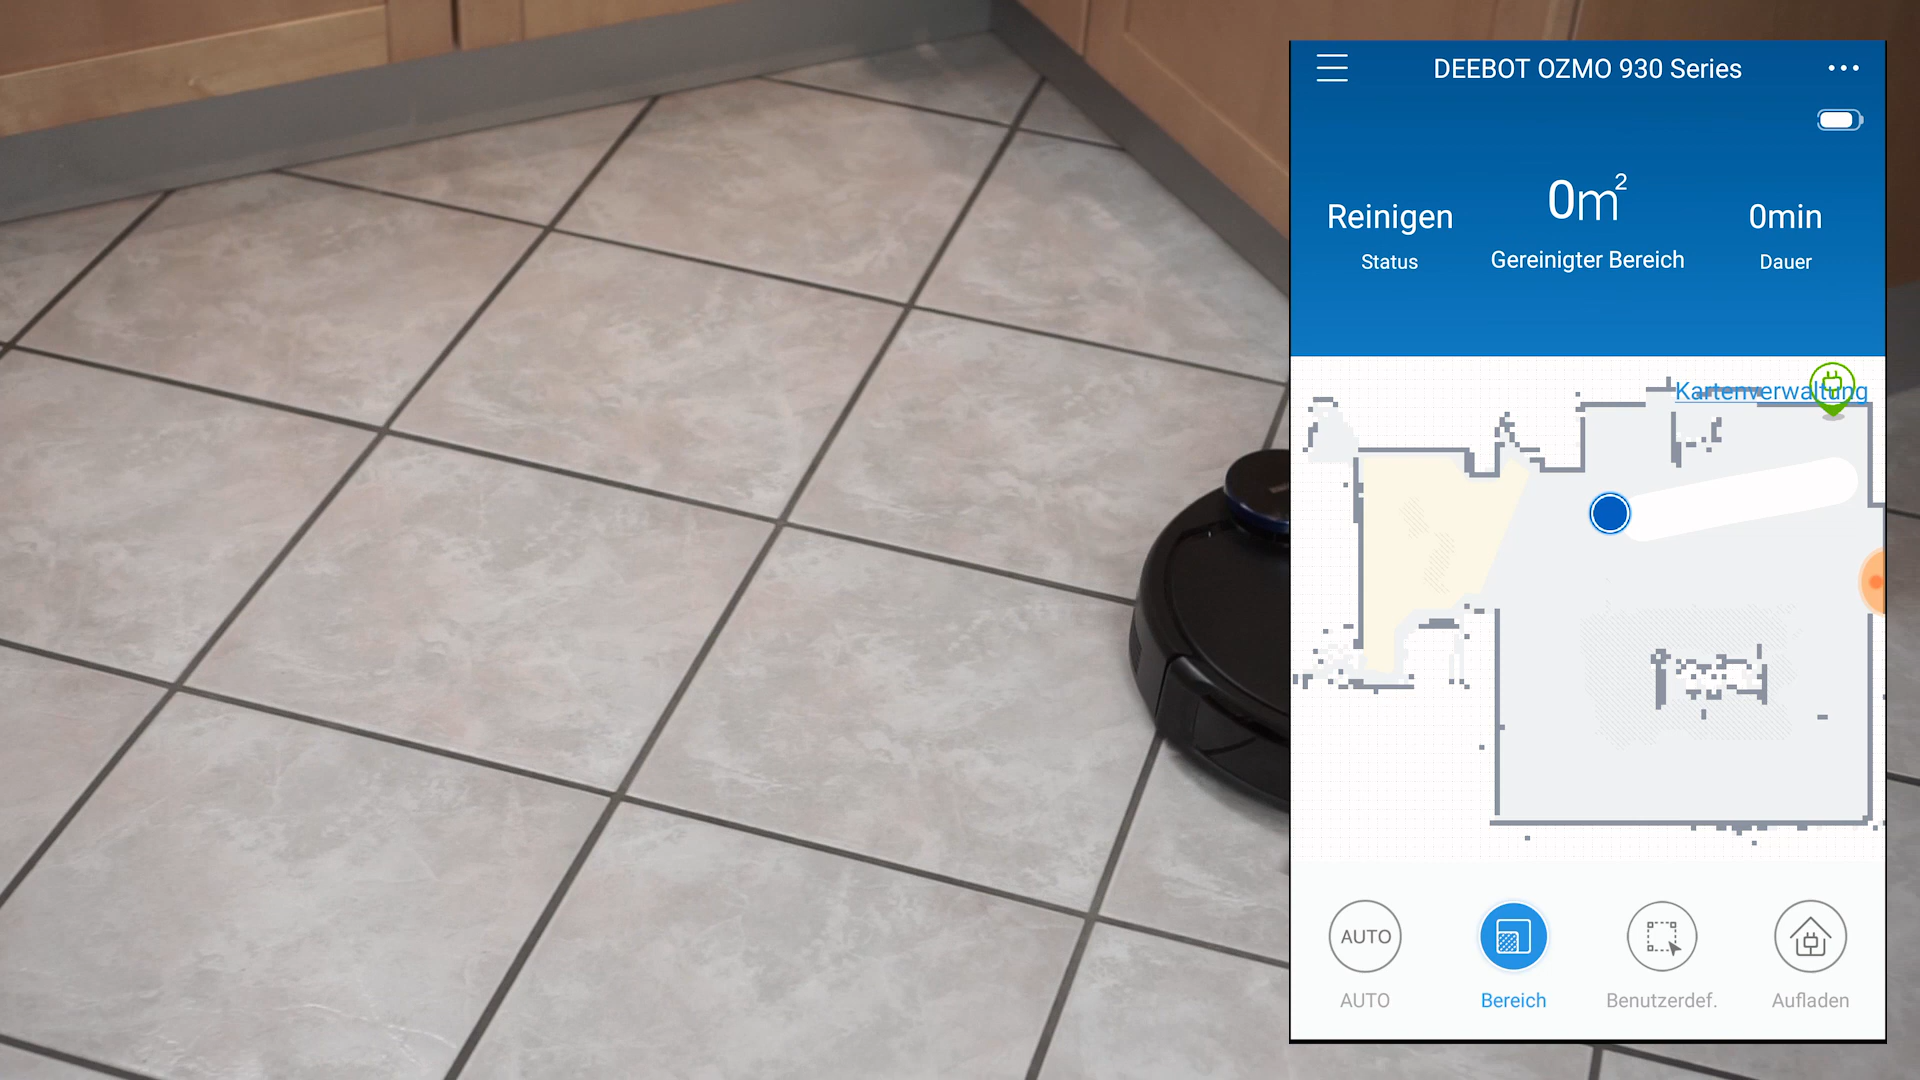 DEEBOT OZMO 930 Series
0m²
Reinigen
0min
Gereinigter Bereich
Status
Dauer
Kartenverwaltung
AUTO
AUTO
Bereich
Benutzerdef.
Aufladen